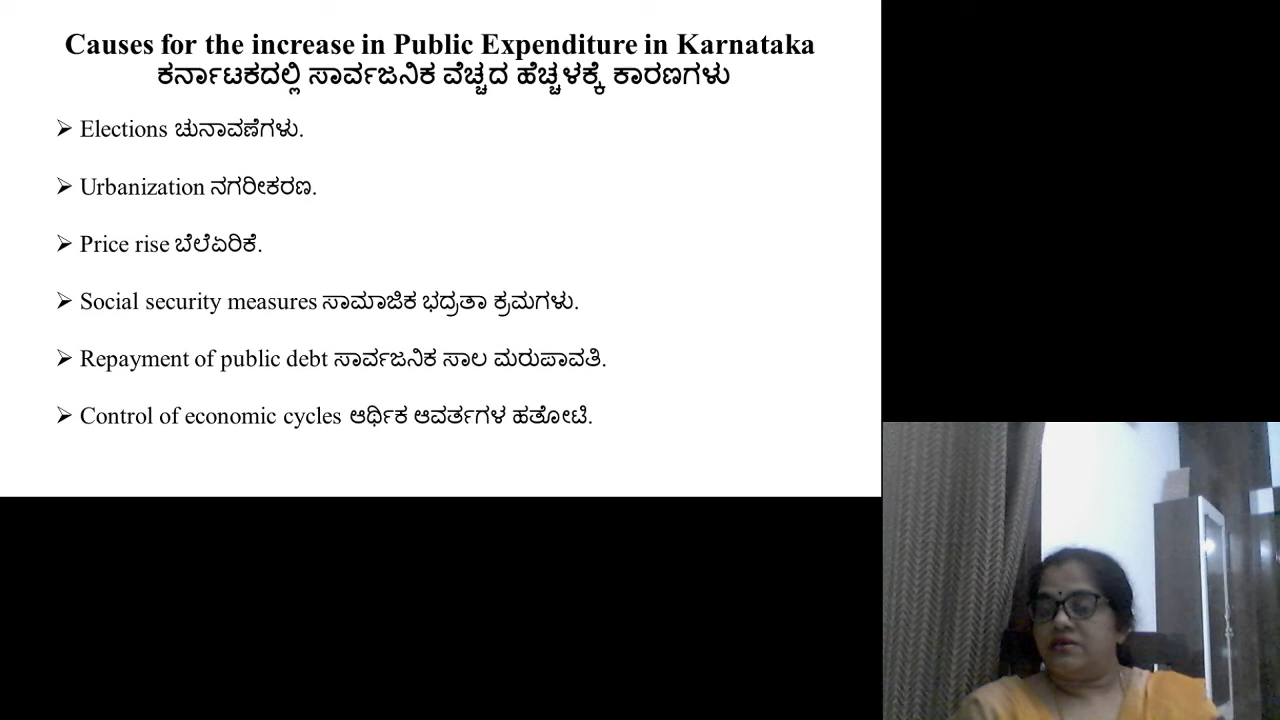 Causes for the increase in Public Expenditure in Karnataka
ಕರ್ನಾಟಕದಲ್ಲಿ ಸಾರ್ವಜನಿಕ ವೆಚ್ಚದ ಹೆಚ್ಚಳಕ್ಕೆ ಕಾರಣಗಳು
➢ Elections ಚುನಾವಣೆಗಳು.
➢ Urbanization ನಗರೀಕರಣ.
➢ Price rise ಬೆಲೆಏರಿಕೆ.
➢ Social security measures ಸಾಮಾಜಿಕ ಭದ್ರತಾ ಕ್ರಮಗಳು.
➢ Repayment of public debt ಸಾರ್ವಜನಿಕ ಸಾಲ ಮರುಪಾವತಿ.
➢ Control of economic cycles ಆರ್ಥಿಕ ಆವರ್ತಗಳ ಹತೋಟಿ.